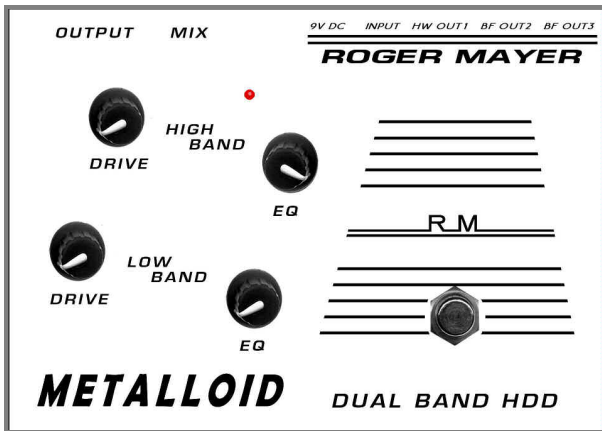 OUTPUT MIX
9V DC INPUT HW OUT1 BF OUT2 BF OUT3
ROGER MAYER
HIGH
BAND
DRIVE
EQ
RM
LOW
BAND
DRIVE
EQ
METALLOID
DUAL BAND HDD